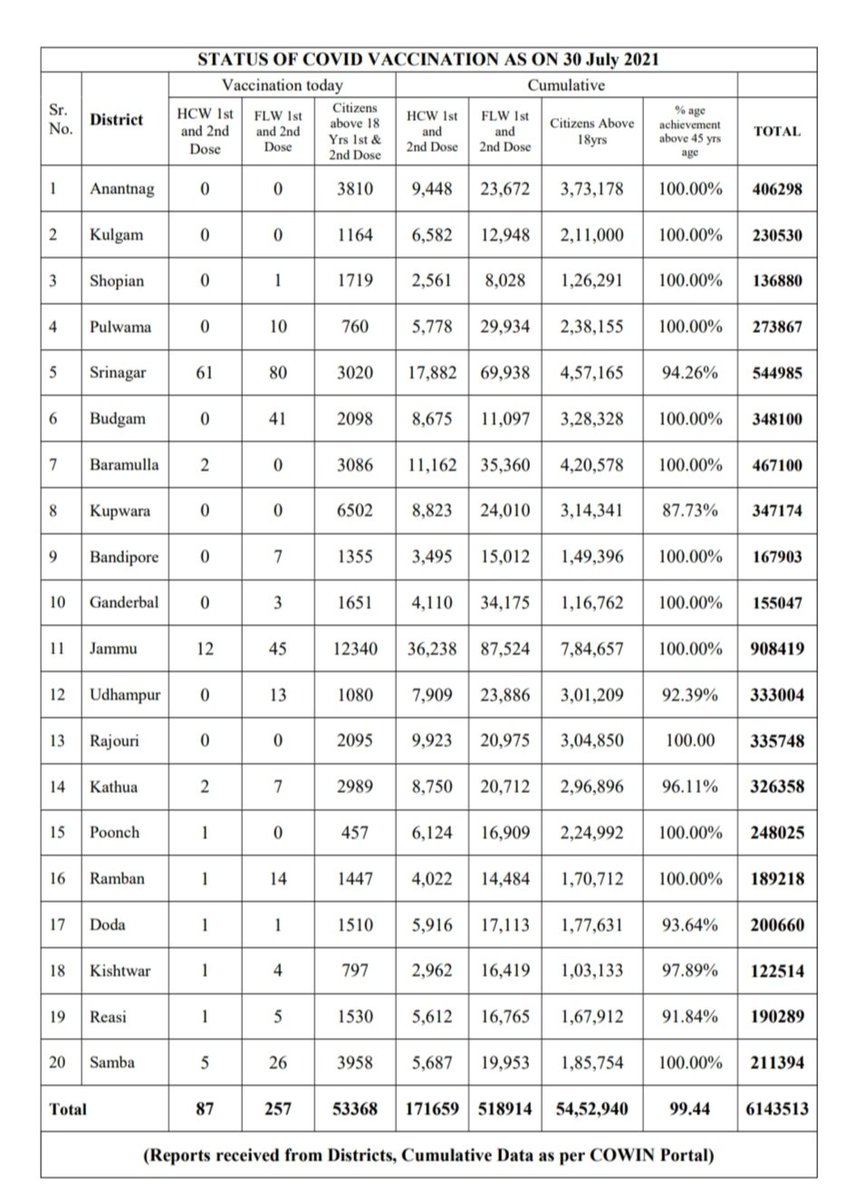 STATUS OF COVID VACCINATION AS ON 30 July 2021
Vaccination today Cumulative
Sr. No. District HCW 1st and 2nd Dose FLW 1st and 2nd Dose Citizens above 18 Yrs 1st & 2nd Dose HCW 1st and 2nd Dose FLW 1st and 2nd Dose Citizens Above 18yrs % age achievement above 45 yrs age TOTAL
1 Anantnag 0 0 3810 9,448 23,672 3,73,178 100.00% 406298
2 Kulgam 0 0 1164 6,582 12,948 2,11,000 100.00% 230530
3 Shopian 0 1 1719 2,561 8,028 1,26,291 100.00% 136880
4 Pulwama 0 10 760 5,778 29,934 2,38,155 100.00% 273867
5 Srinagar 61 80 3020 17,882 69,938 4,57,165 94.26% 544985
6 Budgam 0 41 2098 8,675 11,097 3,28,328 100.00% 348100
7 Baramulla 2 0 3086 11,162 35,360 4,20,578 100.00% 467100
8 Kupwara 0 0 6502 8,823 24,010 3,14,341 87.73% 347174
9 Bandipore 0 7 1355 3,495 15,012 1,49,396 100.00% 167903
10 Ganderbal 0 3 1651 4,110 34,175 1,16,762 100.00% 155047
11 Jammu 12 45 12340 36,238 87,524 7,84,657 100.00% 908419
12 Udhampur 0 13 1080 7,909 23,886 3,01,209 92.39% 333004
13 Rajouri 0 0 2095 9,923 20,975 3,04,850 100.00 335748
14 Kathua 2 7 2989 8,750 20,712 2,96,896 96.11% 326358
15 Poonch 1 0 457 6,124 16,909 2,24,992 100.00% 248025
16 Ramban 1 14 1447 4,022 14,484 1,70,712 100.00% 189218
17 Doda 1 1 1510 5,916 17,113 1,77,631 93.64% 200660
18 Kishtwar 1 4 797 2,962 16,419 1,03,133 97.89% 122514
19 Reasi 1 5 1530 5,612 16,765 1,67,912 91.84% 190289
20 Samba 5 26 3958 5,687 19,953 1,85,754 100.00% 211394
Total 87 257 53368 171659 518914 54,52,940 99.44 6143513
(Reports received from Districts, Cumulative Data as per COWIN Portal)